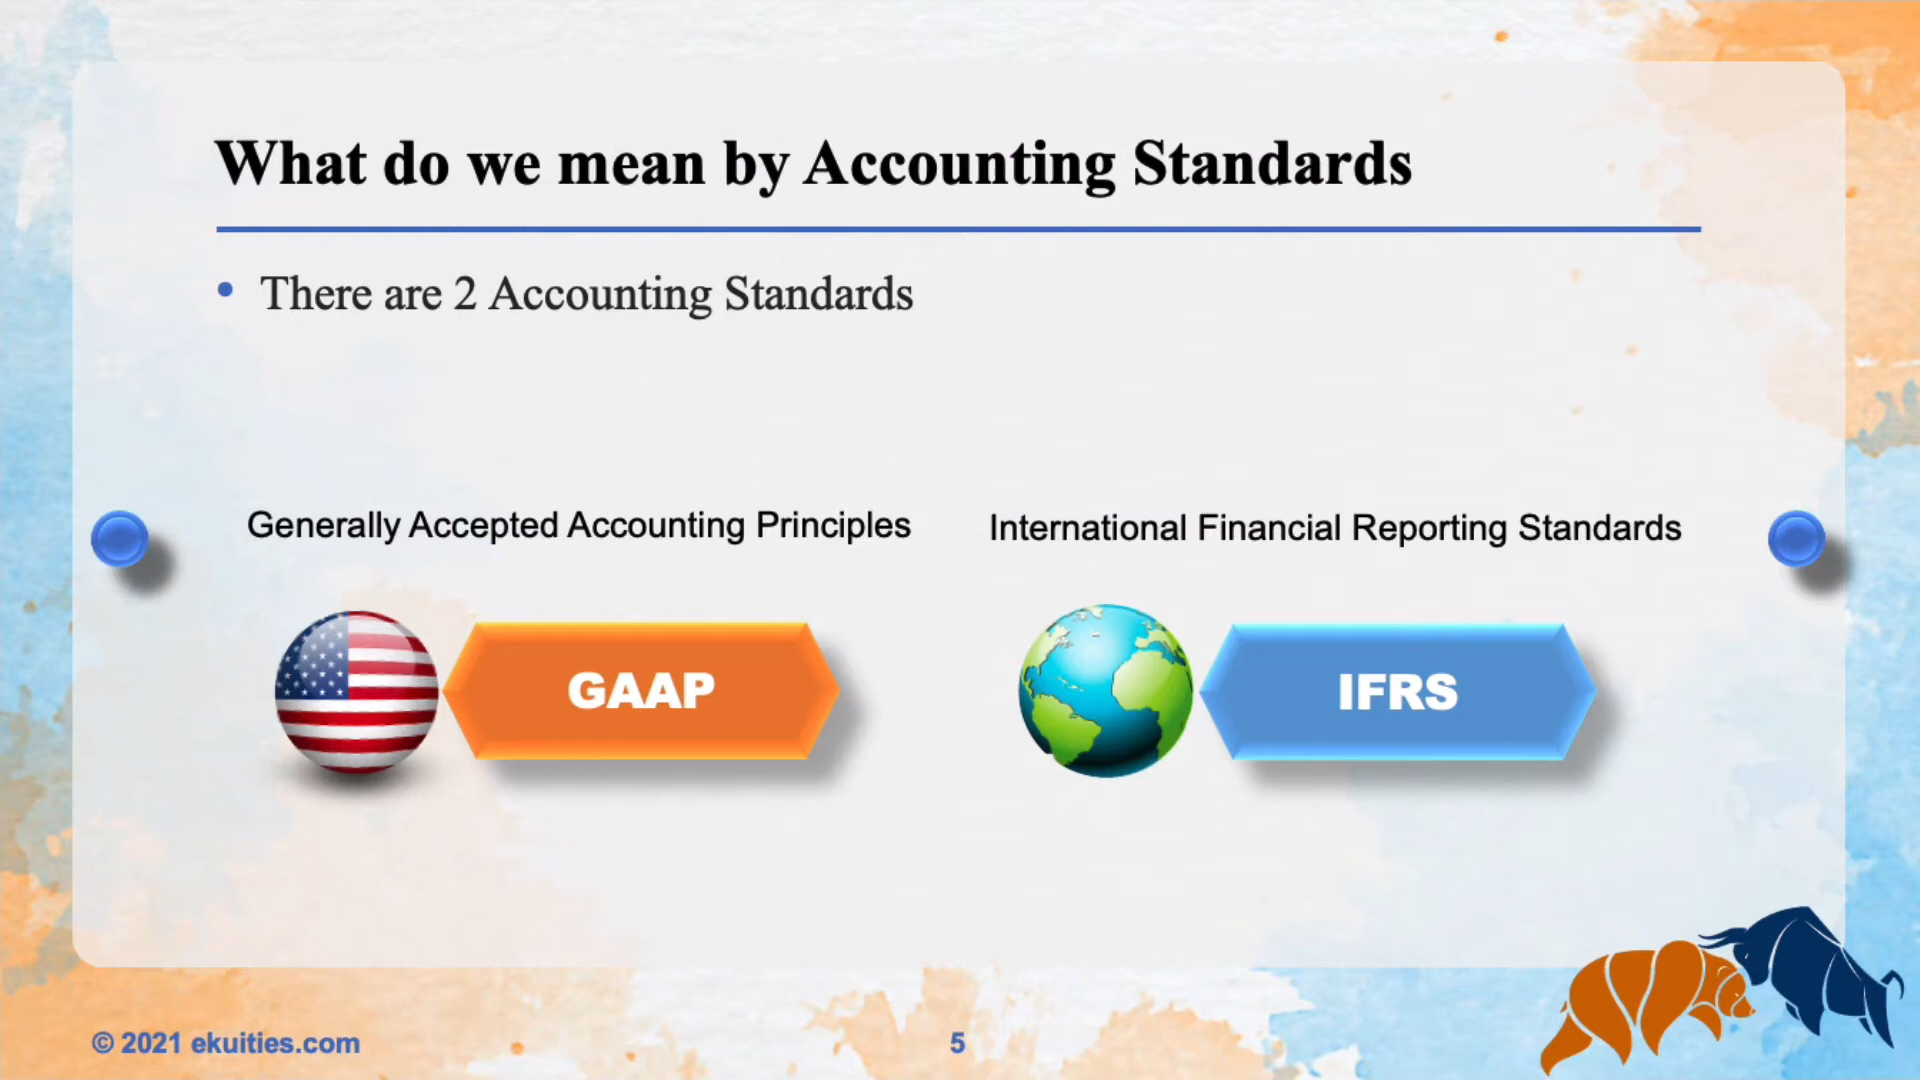 What do we mean by Accounting Standards
• There are 2 Accounting Standards
Generally Accepted Accounting Principles
International Financial Reporting Standards
GAAP
IFRS
© 2021 ekuities.com
5